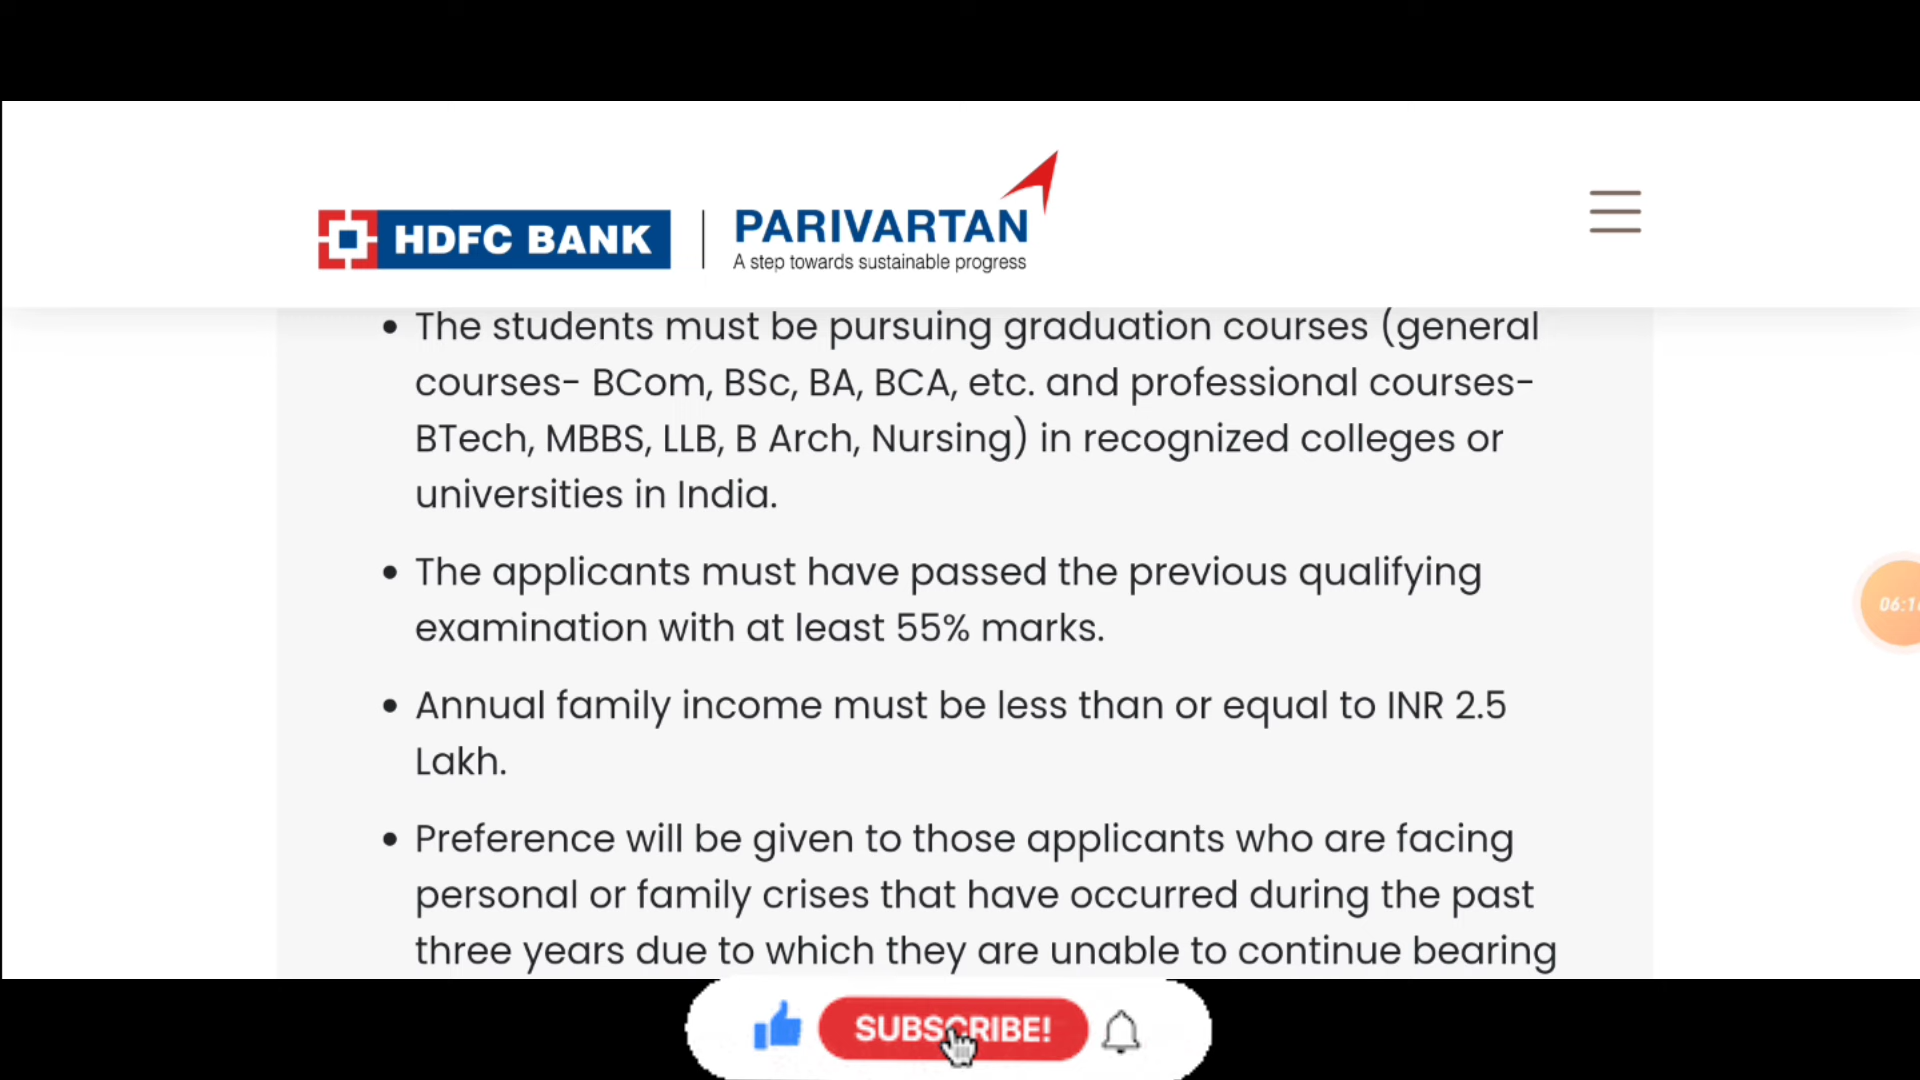 HDFC BANK
PARIVARTAN
A step towards sustainable progress
• The students must be pursuing graduation courses (general
courses- BCom, BSc, BA, BCA, etc. and professional courses-
BTech, MBBS, LLB, B Arch, Nursing) in recognized colleges or
universities in India.
• The applicants must have passed the previous qualifying
examination with at least 55% marks.
• Annual family income must be less than or equal to INR 2.5
Lakh.
• Preference will be given to those applicants who are facing
personal or family crises that have occurred during the past
three years due to which they are unable to continue bearing
SUBSCRIBE!